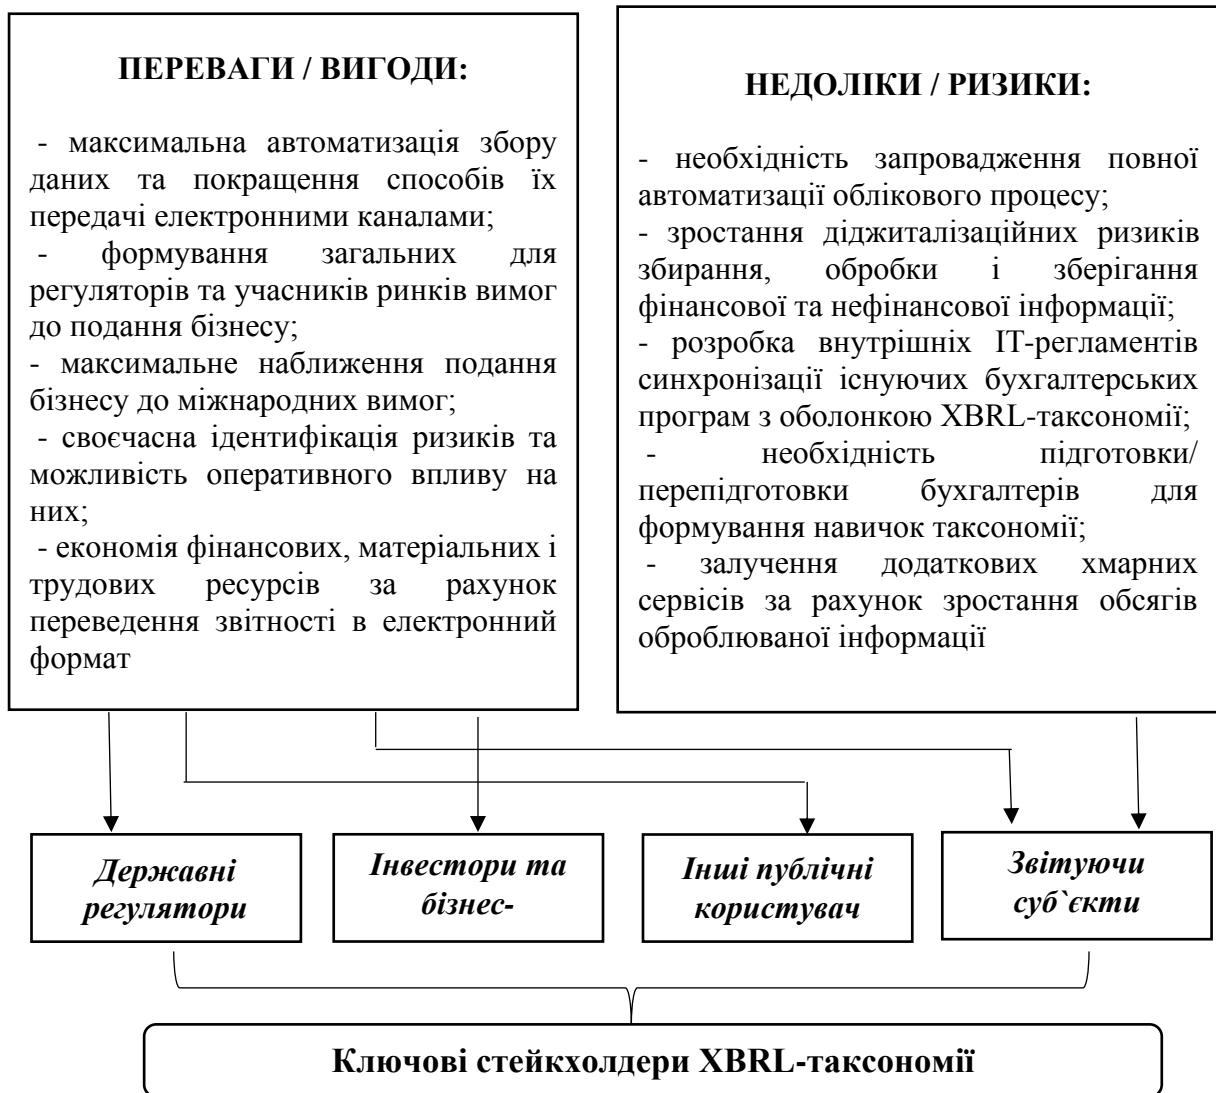 ПЕРЕВАГИ / ВИГОДИ:
- максимальна автоматизація збору
даних та покращення способів їх
передачі електронними каналами;
- формування загальних для
регуляторів та учасників ринків вимог
до подання бізнесу;
- максимальне наближення подання
бізнесу до міжнародних вимог;
- своєчасна ідентифікація ризиків та
можливість оперативного впливу на
них;
- економія фінансових, матеріальних і
трудових ресурсів за рахунок
переведення звітності в електронний
формат
НЕДОЛІКИ / РИЗИКИ:
- необхідність запровадження повної
автоматизації облікового процесу;
- зростання діджиталізаційних ризиків
збирання, обробки і зберігання
фінансової та нефінансової інформації;
- розробка внутрішніх ІТ-регламентів
синхронізації існуючих бухгалтерських
програм з оболонкою XBRL-таксономії;
- необхідність підготовки/
перепідготовки бухгалтерів для
формування навичок таксономії;
- залучення додаткових хмарних
сервісів за рахунок зростання обсягів
оброблюваної інформації
Державні
регулятори
Інвестори та
бізнес-
Інші публічні
користувач
Звітуючи
суб`єкти
Ключові стейкхолдери XBRL-таксономії